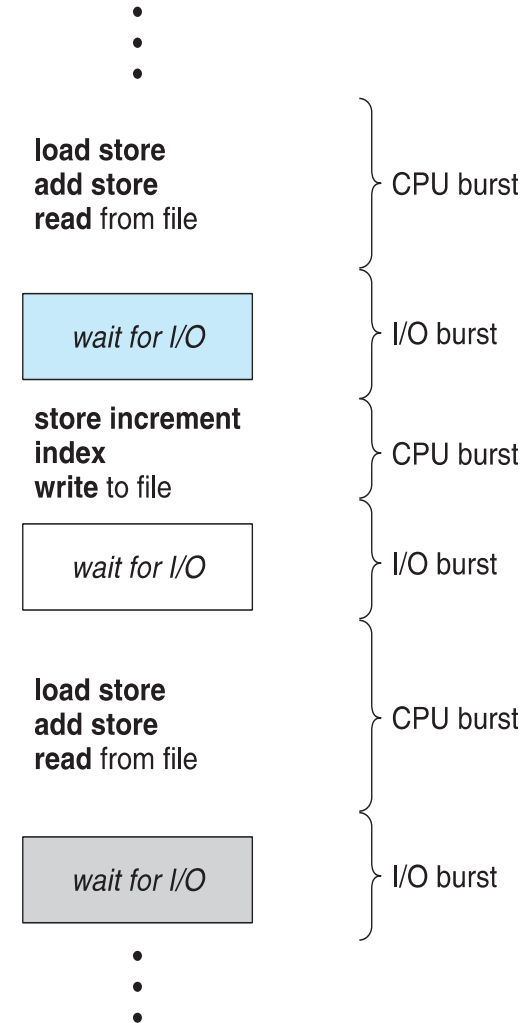 load store
add store
read from file
CPU burst
wait for I/O
I/O burst
store increment
index
write to file
CPU burst
wait for I/O
I/O burst
load store
add store
read from file
CPU burst
wait for I/O
I/O burst